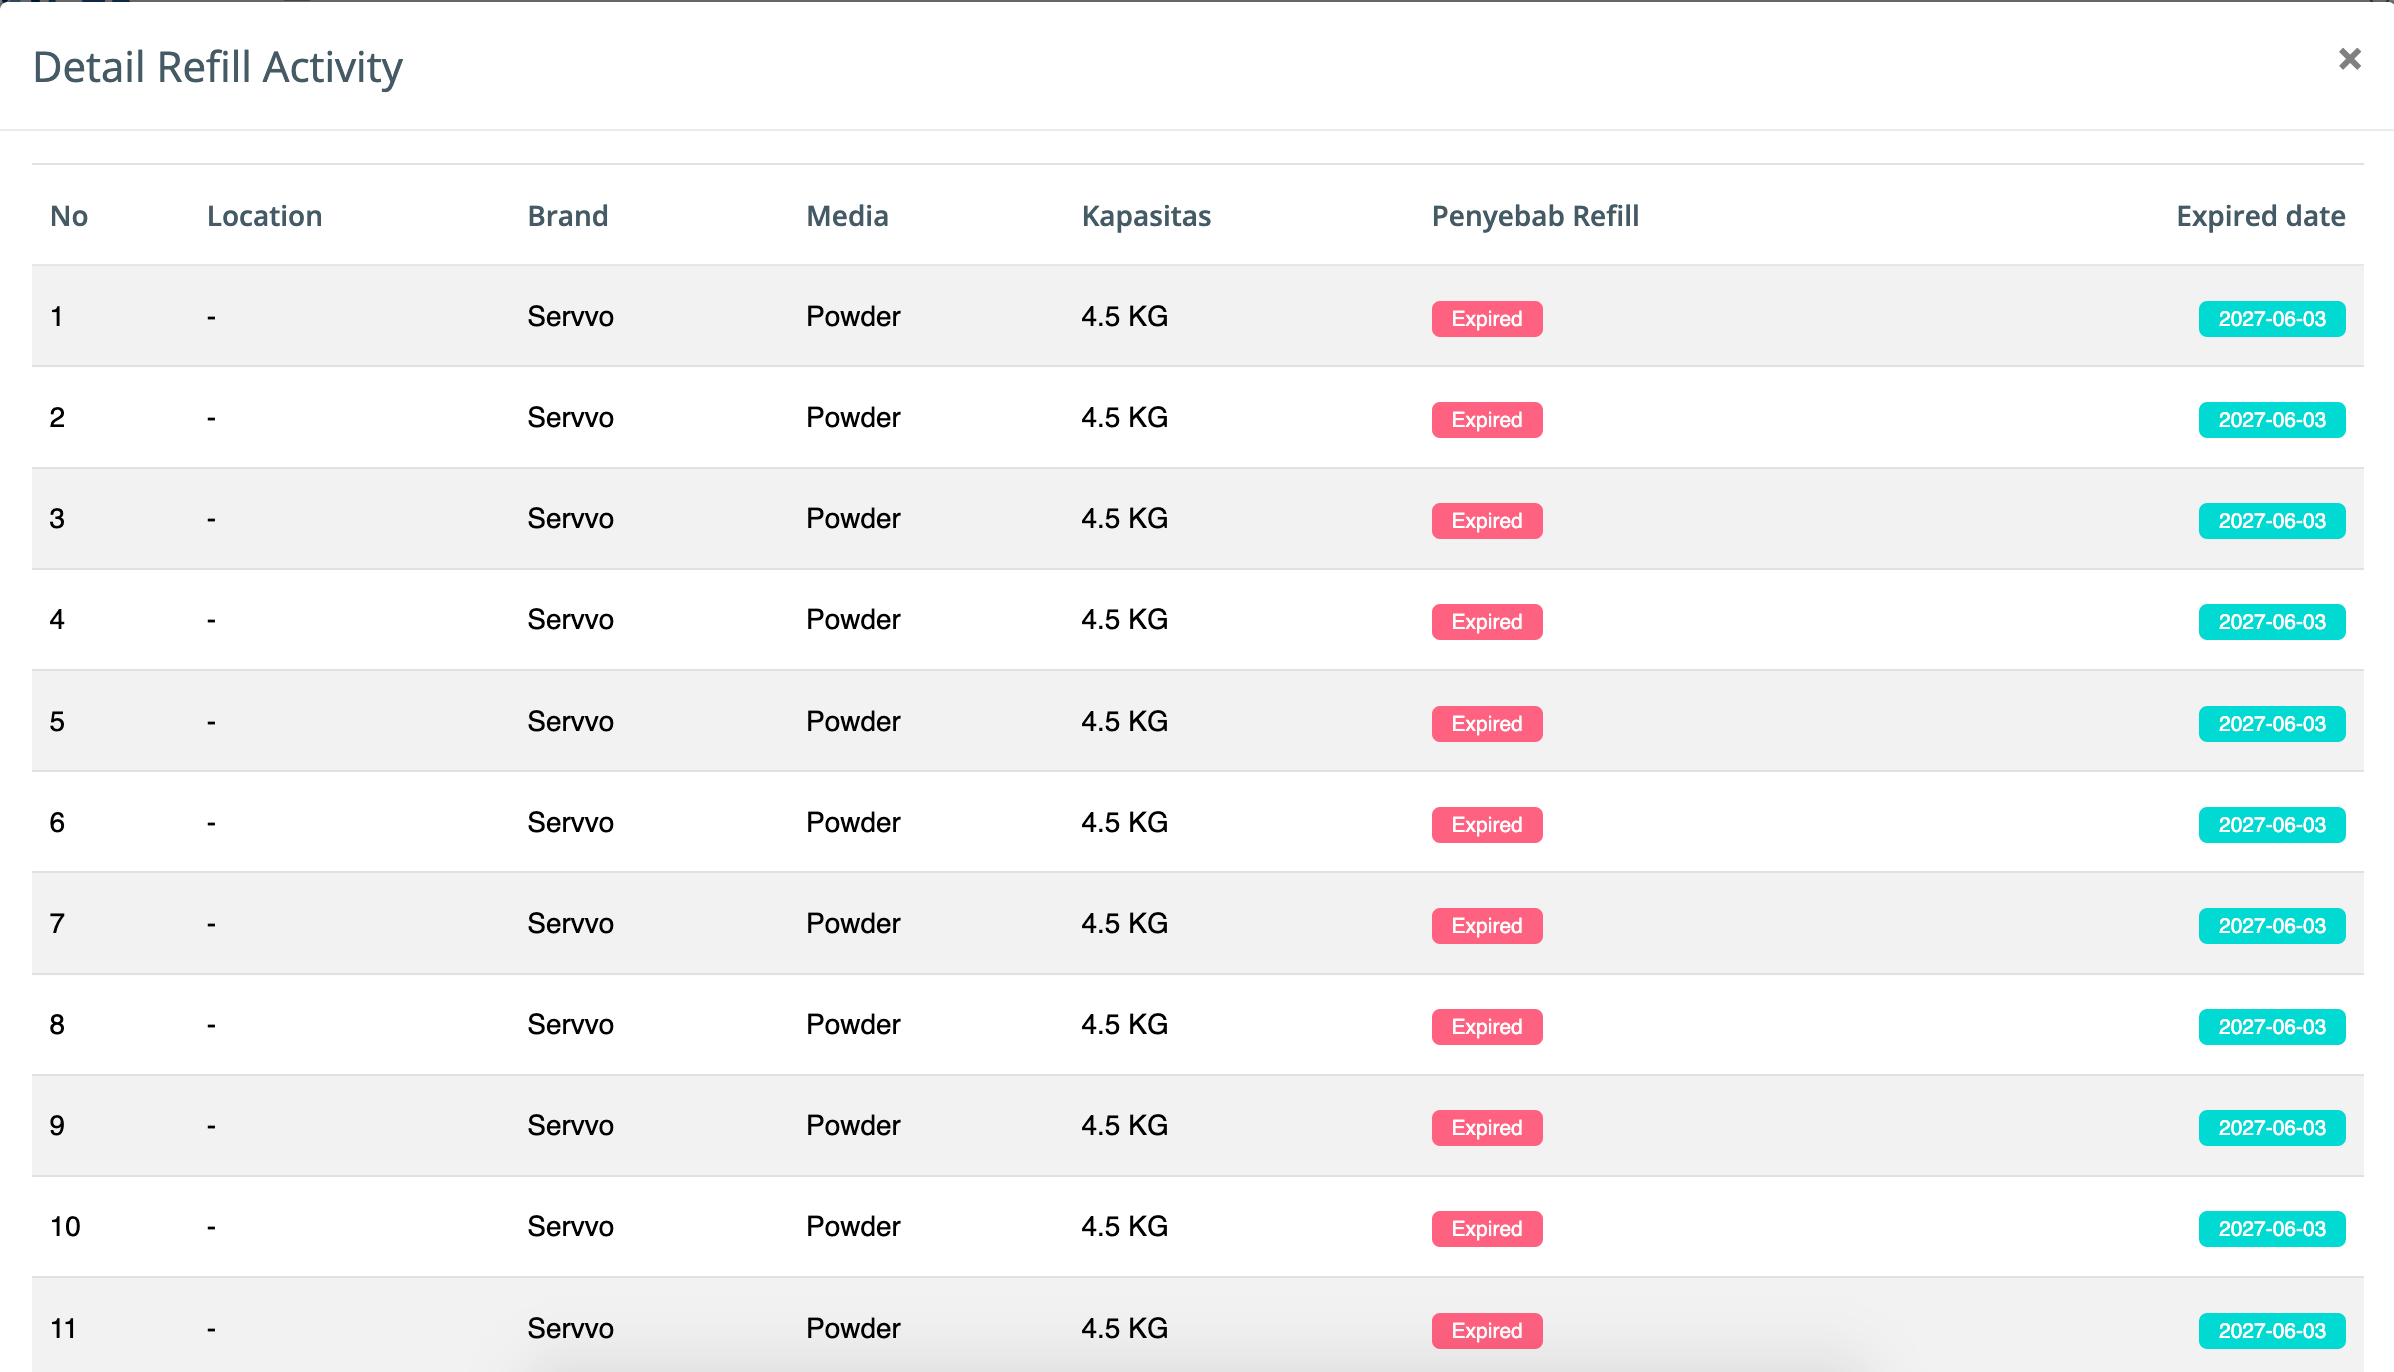 Detail Refill Activity ×
No Location Brand Media Kapasitas Penyebab Refill Expired date
1 - Servvo Powder 4.5 KG Expired 2027-06-03
2 - Servvo Powder 4.5 KG Expired 2027-06-03
3 - Servvo Powder 4.5 KG Expired 2027-06-03
4 - Servvo Powder 4.5 KG Expired 2027-06-03
5 - Servvo Powder 4.5 KG Expired 2027-06-03
6 - Servvo Powder 4.5 KG Expired 2027-06-03
7 - Servvo Powder 4.5 KG Expired 2027-06-03
8 - Servvo Powder 4.5 KG Expired 2027-06-03
9 - Servvo Powder 4.5 KG Expired 2027-06-03
10 - Servvo Powder 4.5 KG Expired 2027-06-03
11 - Servvo Powder 4.5 KG Expired 2027-06-03